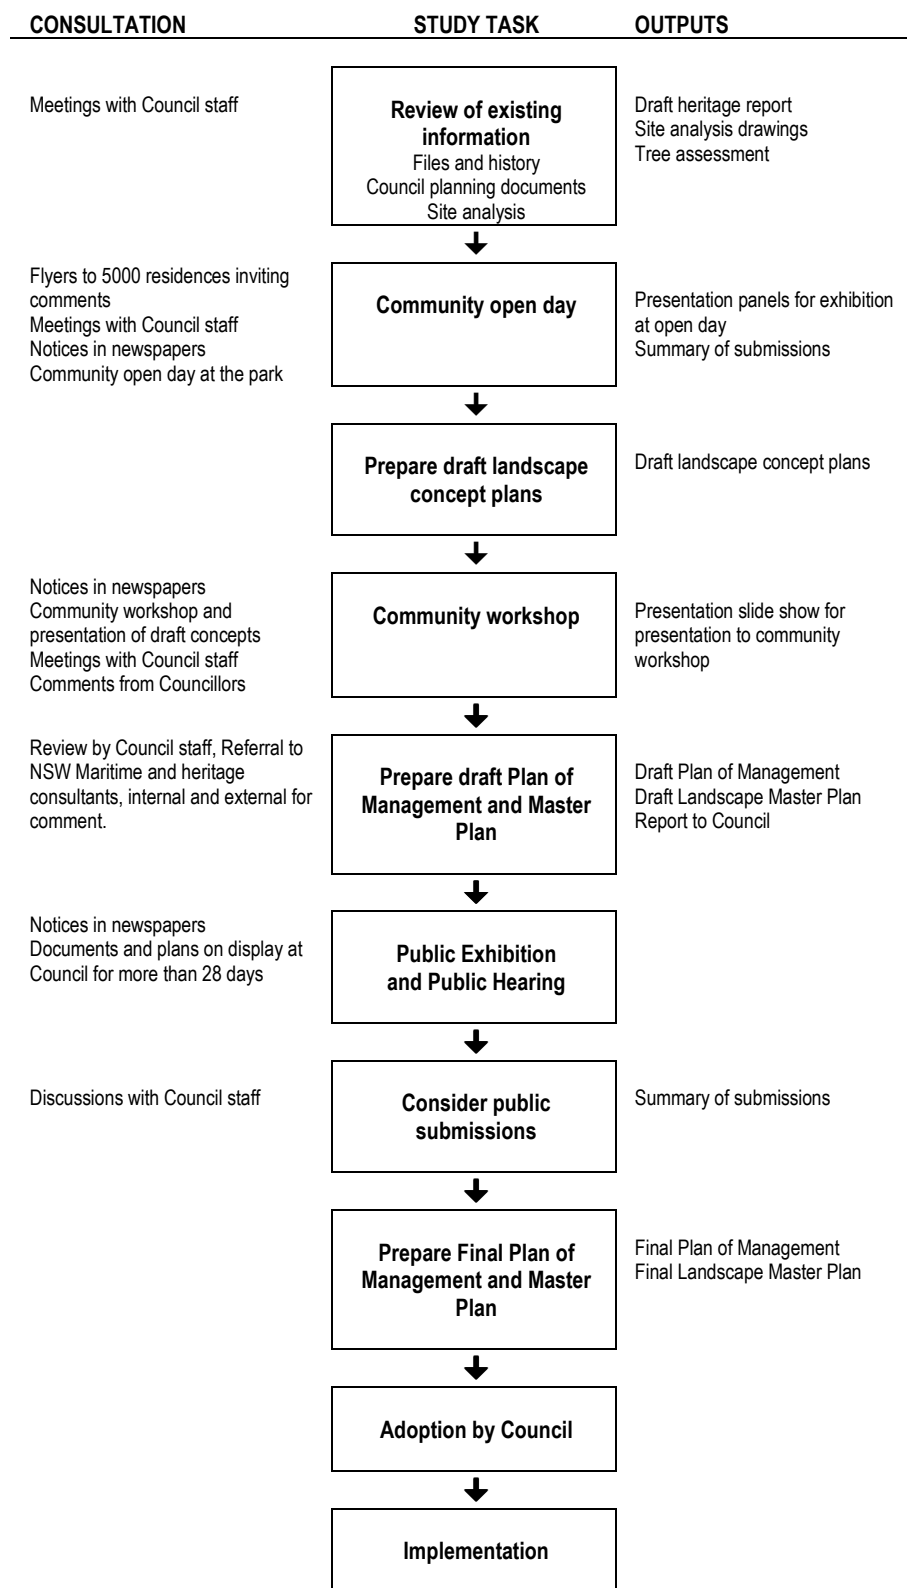 CONSULTATION STUDY TASK OUTPUTS
Meetings with Council staff
Review of existing
information
Files and history
Council planning documents
Site analysis
Draft heritage report
Site analysis drawings
Tree assessment
Flyers to 5000 residences inviting
comments
Meetings with Council staff
Notices in newspapers
Community open day at the park
Community open day
Presentation panels for exhibition
at open day
Summary of submissions
Prepare draft landscape
concept plans
Draft landscape concept plans
Notices in newspapers
Community workshop and
presentation of draft concepts
Meetings with Council staff
Comments from Councillors
Community workshop
Presentation slide show for
presentation to community
workshop
Review by Council staff, Referral to
NSW Maritime and heritage
consultants, internal and external for
comment.
Prepare draft Plan of
Management and Master
Plan
Draft Plan of Management
Draft Landscape Master Plan
Report to Council
Notices in newspapers
Documents and plans on display at
Council for more than 28 days
Public Exhibition
and Public Hearing
Discussions with Council staff
Consider public
submissions
Summary of submissions
Prepare Final Plan of
Management and Master
Plan
Final Plan of Management
Final Landscape Master Plan
Adoption by Council
Implementation